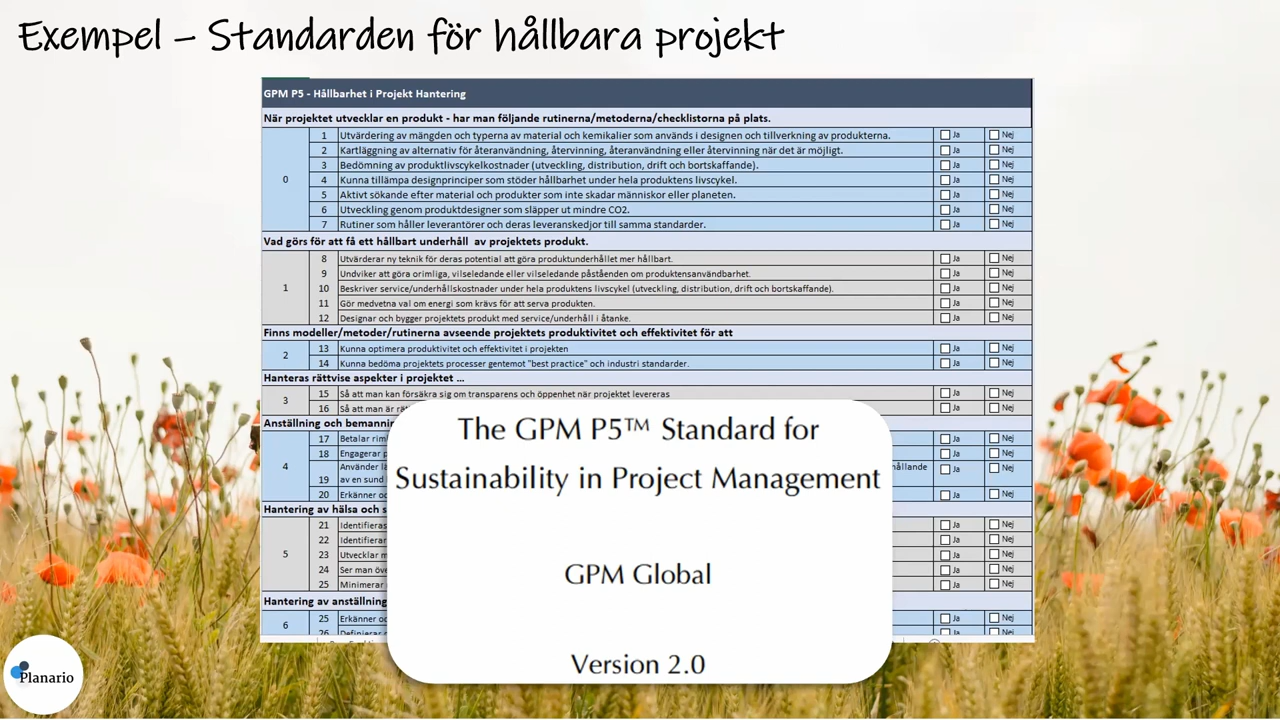 Exempel – Standarden för hållbara projekt
GPM P5 - Hållbarhet i Projekt Hantering
När projektet utvecklar en produkt - har man följande rutinerna/metoderna/checklistorna på plats.
0
1 Utvärdering av mängden och typerna av material och kemikalier som används i designen och tillverkning av produkterna. Ja Nej
2 Kartläggning av alternativ för återanvändning, återvinning, återanvändning eller återvinning när det är möjligt. Ja Nej
3 Bedömning av produktlivscykelkostnader (utveckling, distribution, drift och bortskaffande). Ja Nej
4 Kunna tillämpa designprinciper som stöder hållbarhet under hela produktens livscykel. Ja Nej
5 Aktivt sökande efter material och produkter som inte skadar människor eller planeten. Ja Nej
6 Utveckling genom produktdesigner som släpper ut mindre CO2. Ja Nej
7 Rutiner som håller leverantörer och deras leveranskedjor till samma standarder. Ja Nej
Vad görs för att få ett hållbart underhåll av projektets produkt.
1
8 Utvärderar ny teknik för deras potential att göra produktunderhållet mer hållbart. Ja Nej
9 Undviker att göra orimliga, vilseledande eller vilseledande påståenden om produktensanvändbarhet. Ja Nej
10 Beskriver service/underhållskostnader under hela produktens livscykel (utveckling, distribution, drift och bortskaffande). Ja Nej
11 Gör medvetna val om energi som krävs för att serva produkten. Ja Nej
12 Designar och bygger projektets produkt med service/underhåll i åtanke. Ja Nej
Finns modeller/metoder/rutinerna avseende projektets produktivitet och effektivitet för att
2
13 Kunna optimera produktivitet och effektivitet i projekten Ja Nej
14 Kunna bedöma projektets processer gentemot "best practice" och industri standarder. Ja Nej
Hanteras rättvise aspekter i projektet ...
3
15 Så att man kan försäkra sig om transparens och öppenhet när projektet levereras Ja Nej
16 Så att man är Ja Nej
Anställning och
4
17 Betalar Ja Nej
18 Engagerar Ja Nej
Använder
19 av en sund Ja Nej
20 Erkänner Ja Nej
Hantering av hälsa och
5
21 Identifieras Ja Nej
22 Identifierar Ja Nej
23 Utvecklar Ja Nej
24 Ser man Ja Nej
25 Minimerar Ja Nej
Hantering av anställning
6
25 Erkänner Ja Nej
The GPM P5™ Standard for
Sustainability in Project Management
GPM Global
Version 2.0
Planario